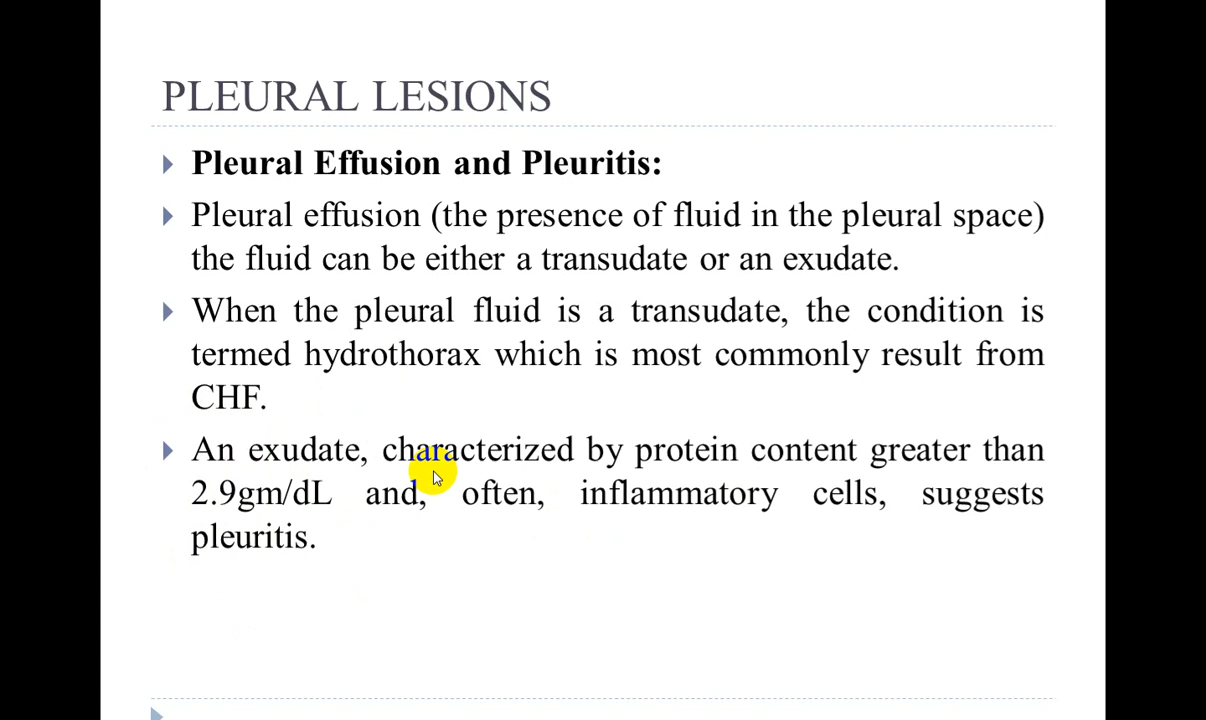 PLEURAL LESIONS
Pleural Effusion and Pleuritis:
Pleural effusion (the presence of fluid in the pleural space)
the fluid can be either a transudate or an exudate.
When the pleural fluid is a transudate, the condition is
termed hydrothorax which is most commonly result from
CHF.
An exudate, characterized by protein content greater than
2.9gm/dL and, often, inflammatory cells, suggests
pleuritis.